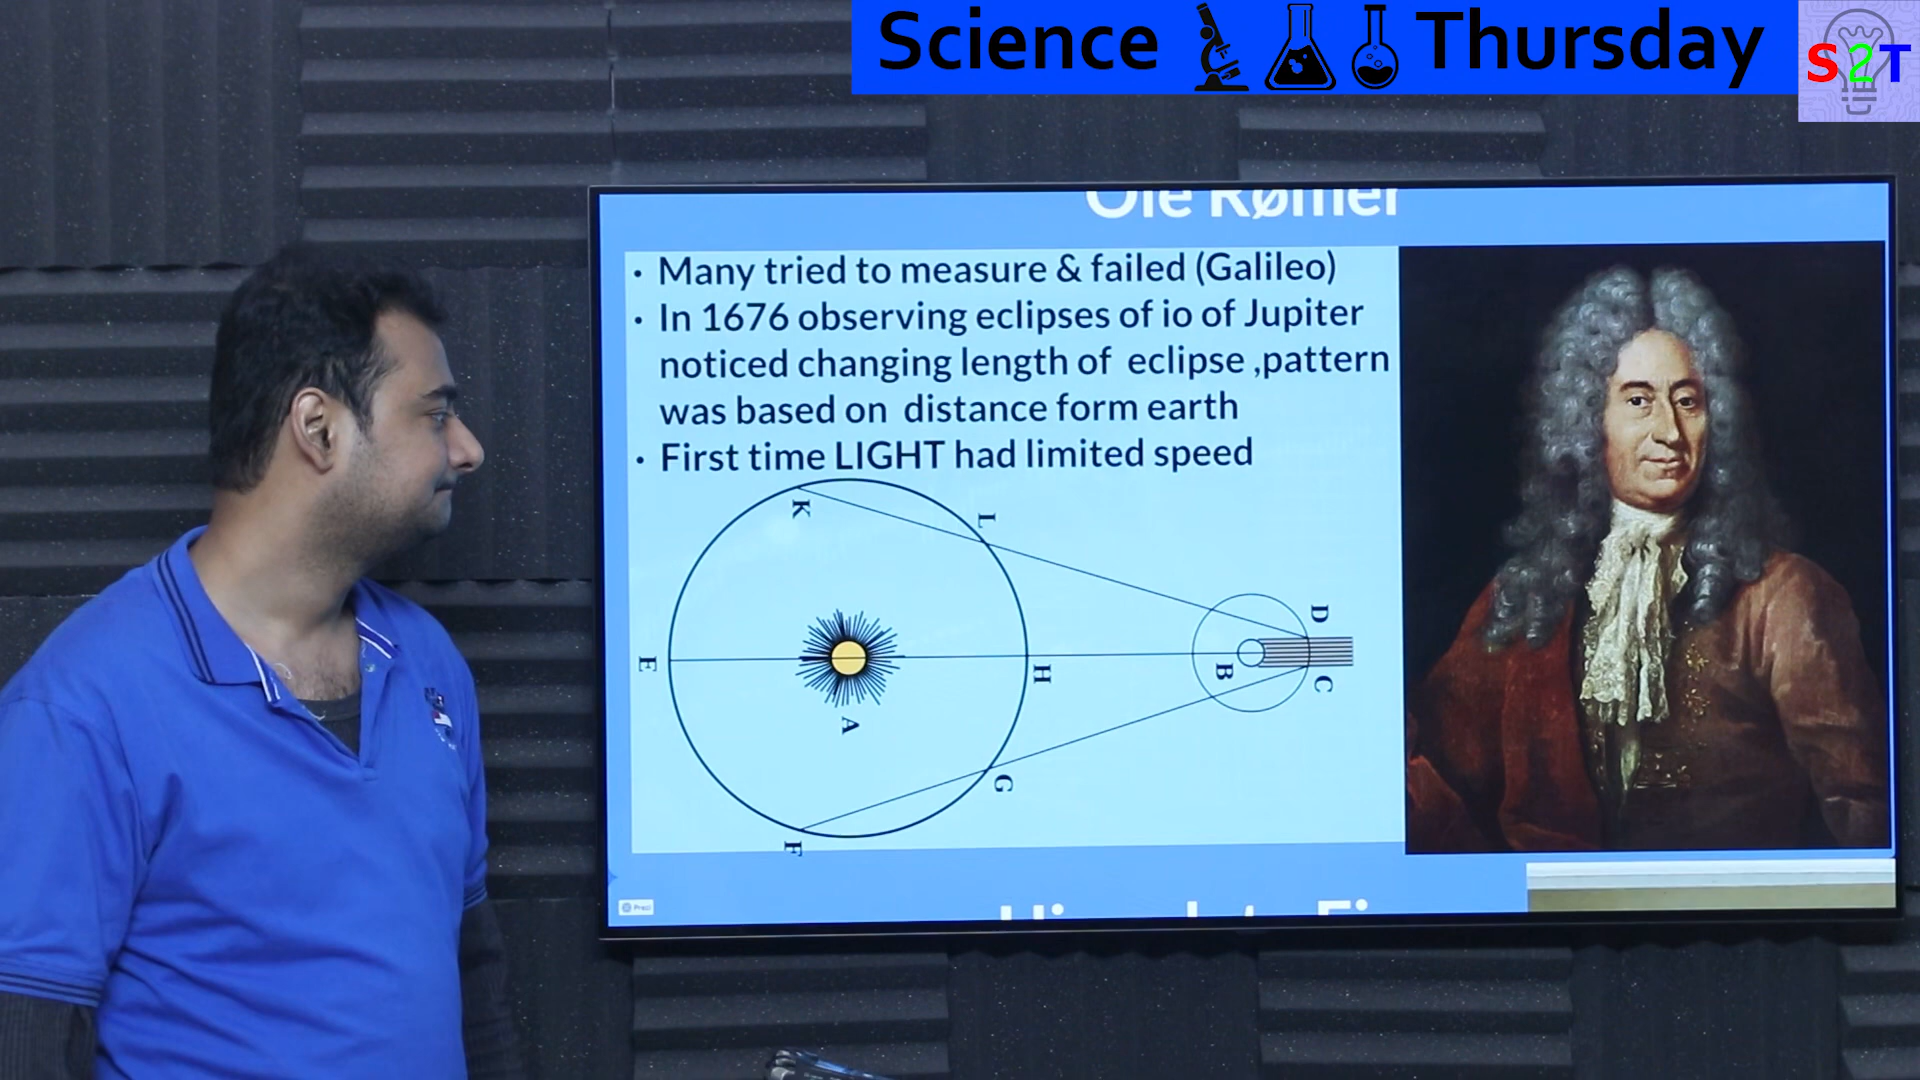 Science Thursday
S2T
Ole Rømer
• Many tried to measure & failed (Galileo)
• In 1676 observing eclipses of io of Jupiter
noticed changing length of eclipse ,pattern
was based on distance form earth
• First time LIGHT had limited speed
K
L
D
E
H
B
C
A
G
F
Prezi